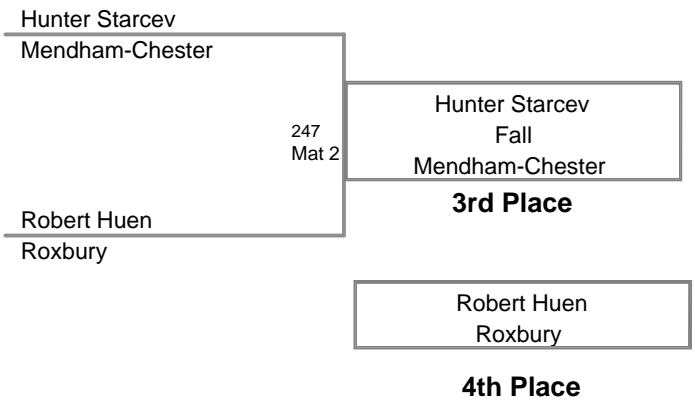 Hunter Starcev
Mendham-Chester
Hunter Starcev
Fall
Mendham-Chester
247
Mat 2
3rd Place
Robert Huen
Roxbury
Robert Huen
Roxbury
4th Place